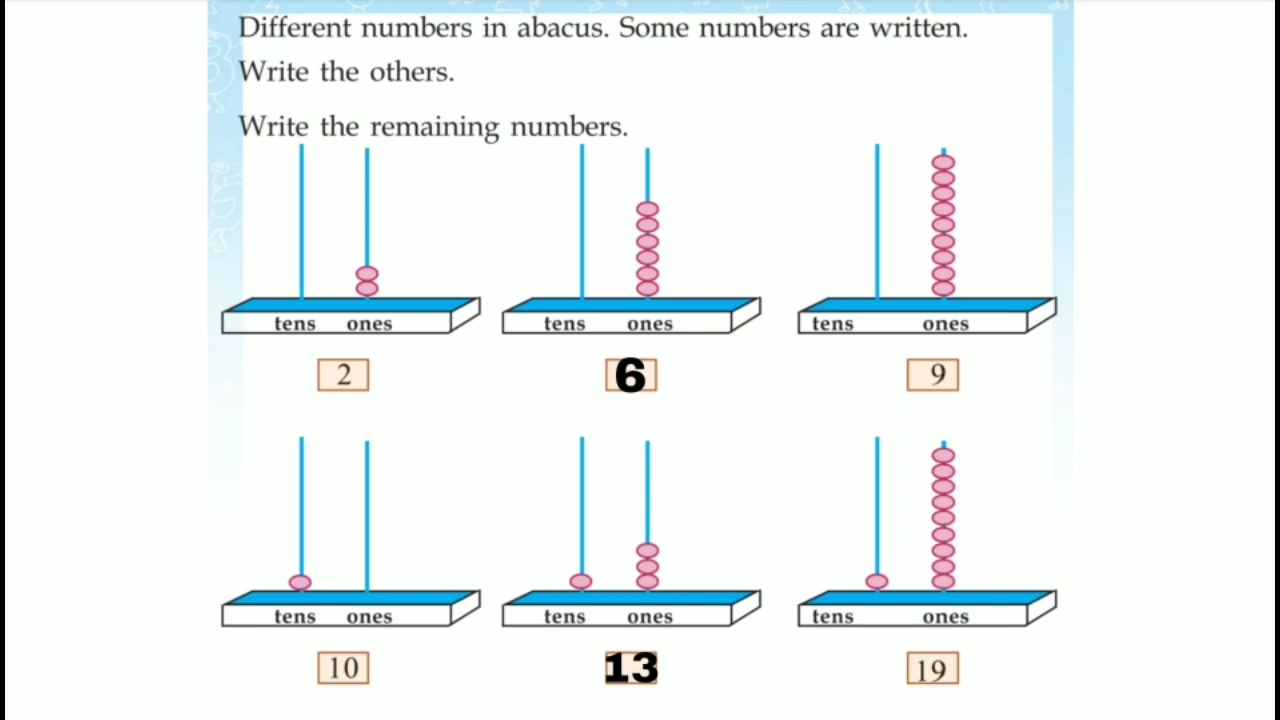 Different numbers in abacus. Some numbers are written.
Write the others.
Write the remaining numbers.
tens ones
tens ones
tens ones
2
6
9
tens ones
tens ones
tens ones
10
13
19